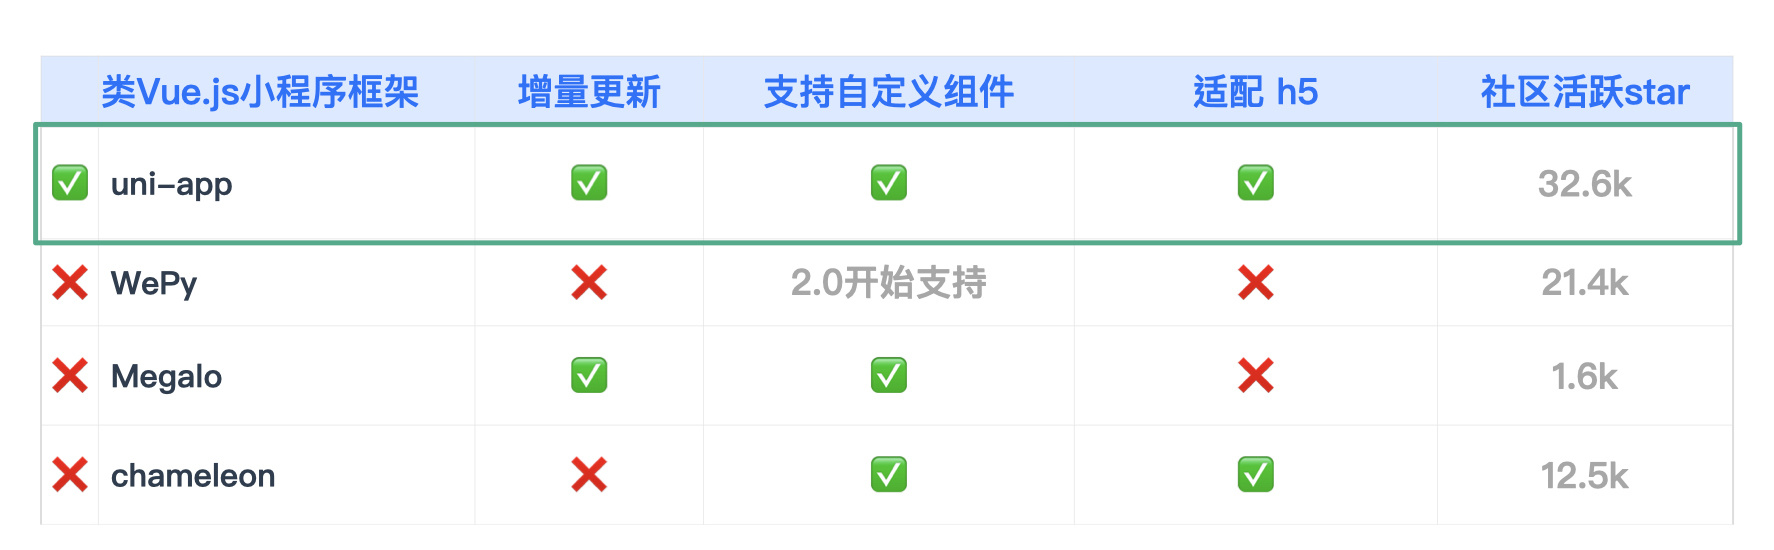 类Vue.js小程序框架 增量更新 支持自定义组件 适配 h5 社区活跃star
✅ uni-app ✅ ✅ ✅ 32.6k
❌ WePy ❌ 2.0开始支持 ❌ 21.4k
❌ Megalo ✅ ✅ ❌ 1.6k
❌ chameleon ❌ ✅ ✅ 12.5k